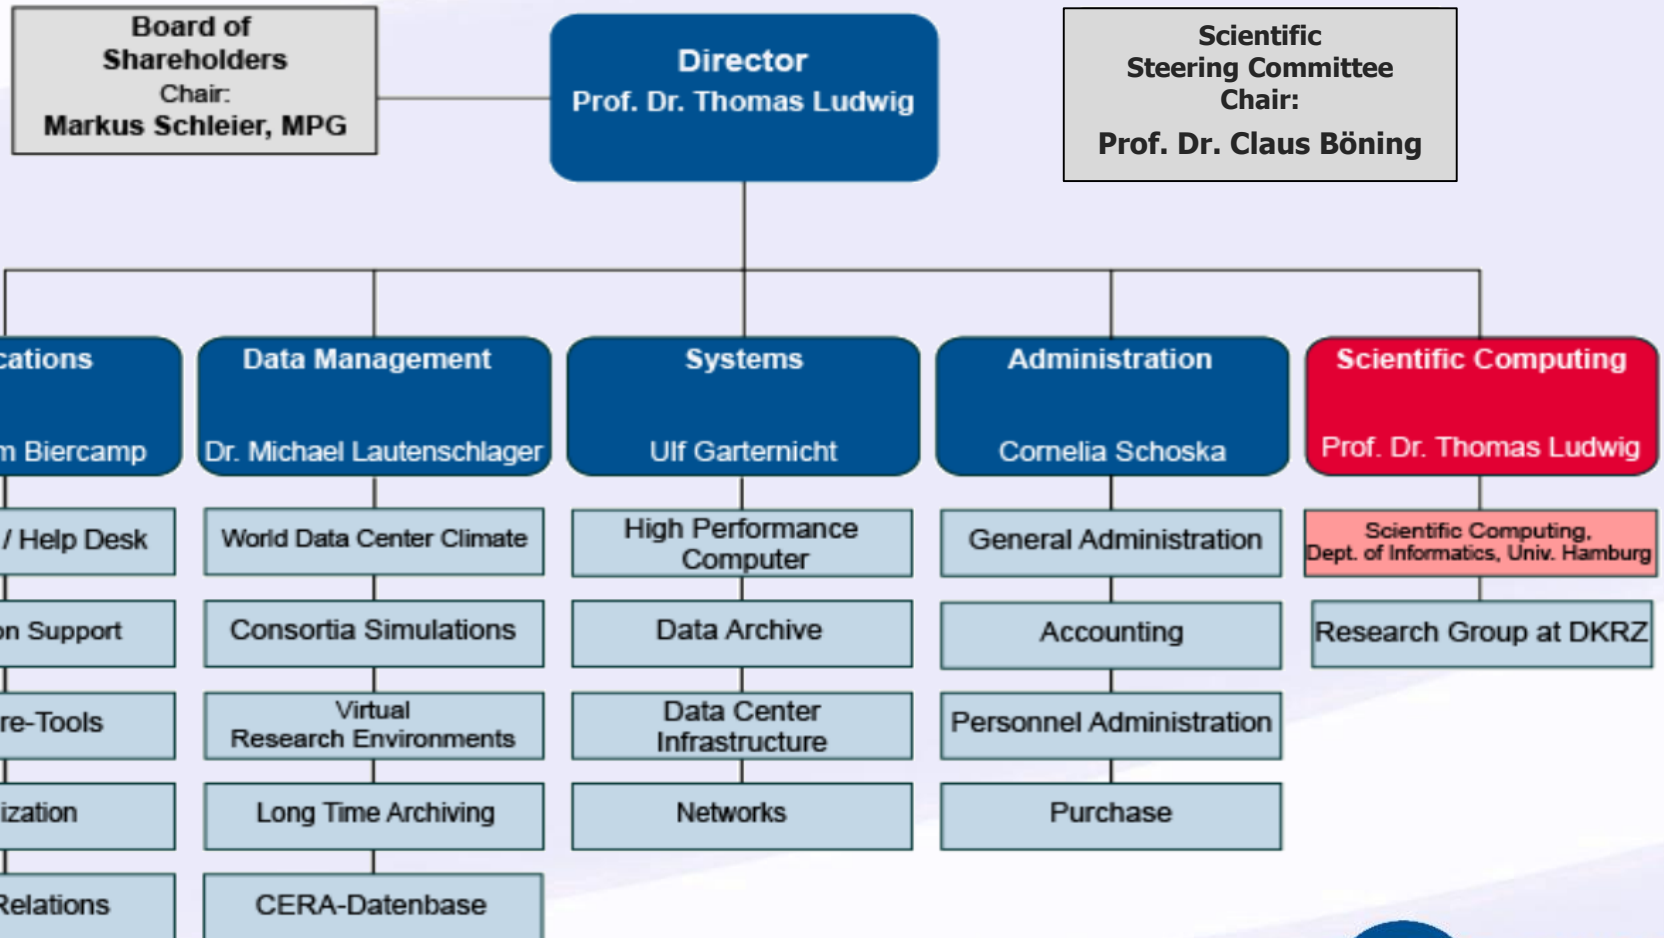 Board of
Shareholders
Chair:
Markus Schleier, MPG
Director
Prof. Dr. Thomas Ludwig
Scientific
Steering Committee
Chair:
Prof. Dr. Claus Böning
cations
m Biercamp
/ Help Desk
on Support
re-Tools
ization
Relations
Data Management
Dr. Michael Lautenschlager
World Data Center Climate
Consortia Simulations
Virtual
Research Environments
Long Time Archiving
CERA-Datenbase
Systems
Ulf Garternicht
High Performance
Computer
Data Archive
Data Center
Infrastructure
Networks
Administration
Cornelia Schoska
General Administration
Accounting
Personnel Administration
Purchase
Scientific Computing
Prof. Dr. Thomas Ludwig
Scientific Computing,
Dept. of Informatics, Univ. Hamburg
Research Group at DKRZ